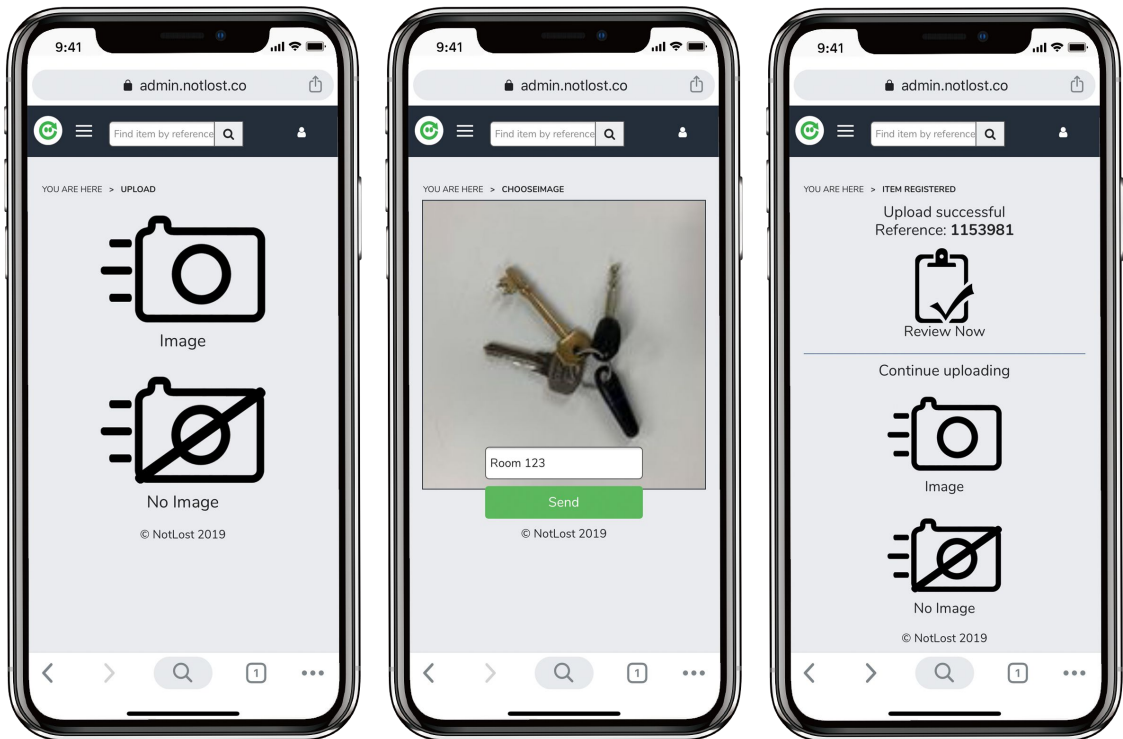 9:41
admin.notlost.co
Find item by reference
YOU ARE HERE > UPLOAD
Image
No Image
© NotLost 2019
1
9:41
admin.notlost.co
Find item by reference
YOU ARE HERE > CHOOSEIMAGE
Room 123
Send
© NotLost 2019
1
9:41
admin.notlost.co
Find item by reference
YOU ARE HERE > ITEM REGISTERED
Upload successful
Reference: 1153981
Review Now
Continue uploading
Image
No Image
© NotLost 2019
1